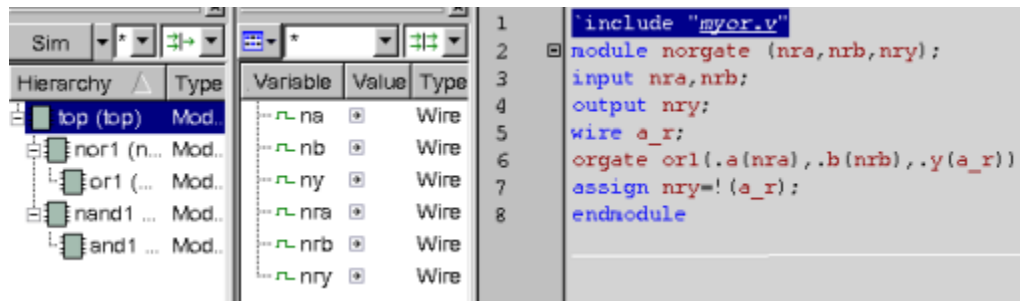 Sim * *
Hierarchy Type
top (top) Mod..
nor1 (n... Mod..
or1 (... Mod..
nand1 ... Mod..
and1 ... Mod..
Variable Value Type
na Wire
nb Wire
ny Wire
nra Wire
nrb Wire
nry Wire
1 `include "myor.v"
2 module norgate (nra,nrb,nry);
3 input nra,nrb;
4 output nry;
5 wire a_r;
6 orgate or1(.a(nra),.b(nrb),.y(a_r))
7 assign nry=!(a_r);
8 endmodule